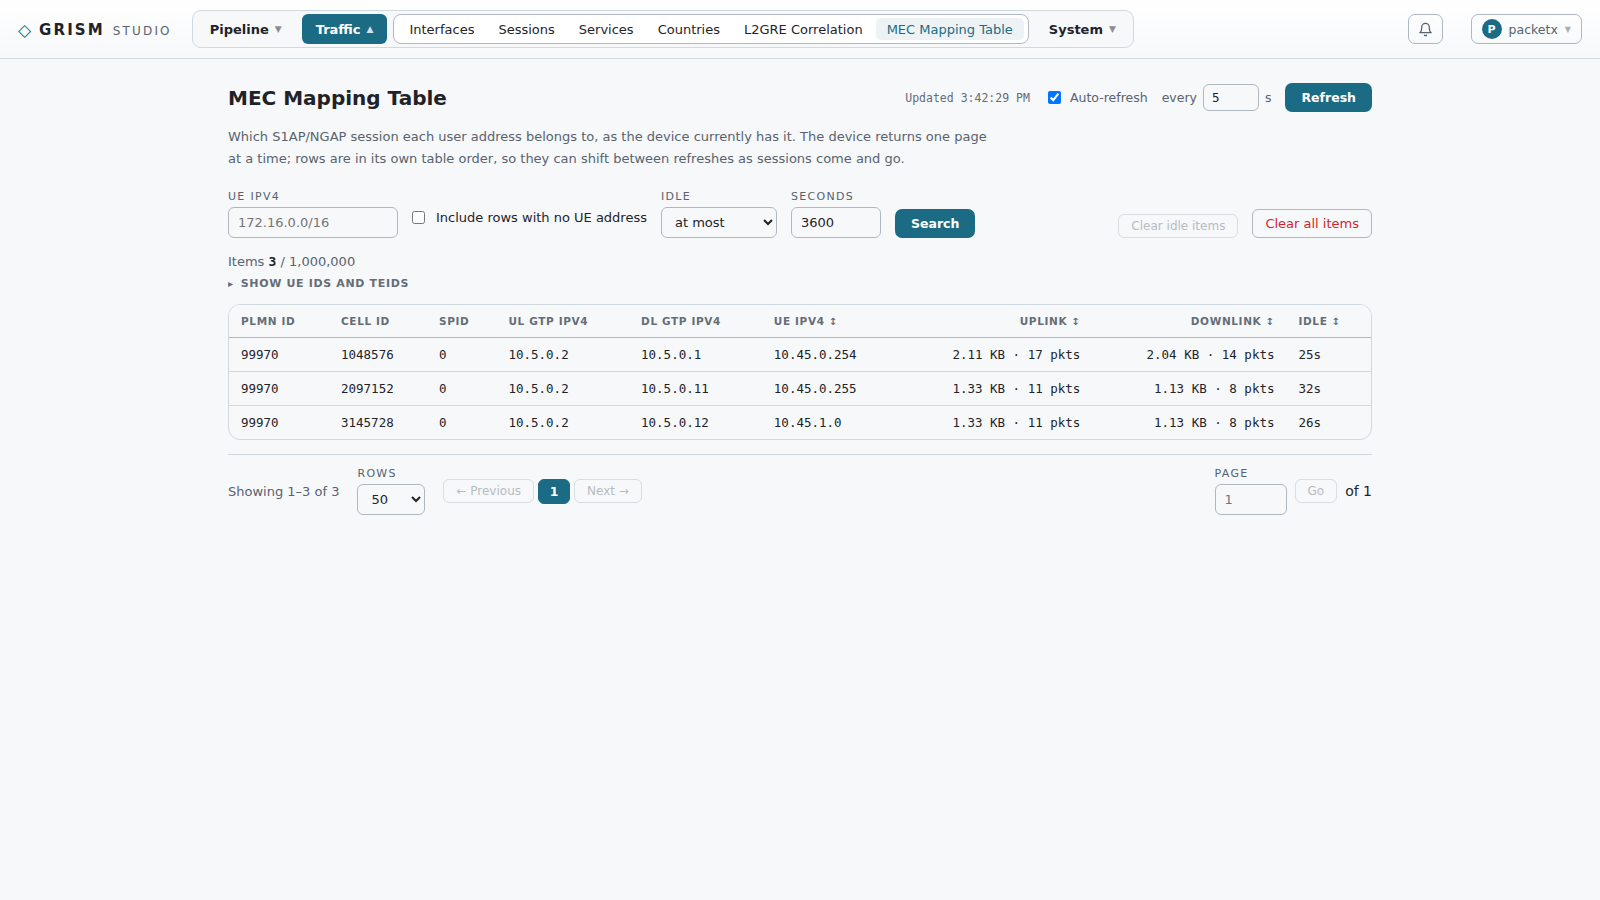 ◇ GRISM STUDIO Pipeline ▼ Traffic ▲ Interfaces Sessions Services Countries L2GRE Correlation MEC Mapping Table System ▼ P packetx ▼
MEC Mapping Table Updated 3:42:29 PM Auto-refresh every 5 s Refresh
Which S1AP/NGAP session each user address belongs to, as the device currently has it. The device returns one page
at a time; rows are in its own table order, so they can shift between refreshes as sessions come and go.
UE IPV4 IDLE SECONDS
172.16.0.0/16 Include rows with no UE address at most 3600 Search Clear idle items Clear all items
Items 3 / 1,000,000
▸ SHOW UE IDS AND TEIDS
PLMN ID CELL ID SPID UL GTP IPV4 DL GTP IPV4 UE IPV4 ↕ UPLINK ↕ DOWNLINK ↕ IDLE ↕
99970 1048576 0 10.5.0.2 10.5.0.1 10.45.0.254 2.11 KB · 17 pkts 2.04 KB · 14 pkts 25s
99970 2097152 0 10.5.0.2 10.5.0.11 10.45.0.255 1.33 KB · 11 pkts 1.13 KB · 8 pkts 32s
99970 3145728 0 10.5.0.2 10.5.0.12 10.45.1.0 1.33 KB · 11 pkts 1.13 KB · 8 pkts 26s
ROWS PAGE
Showing 1–3 of 3 50 ← Previous 1 Next → 1 Go of 1